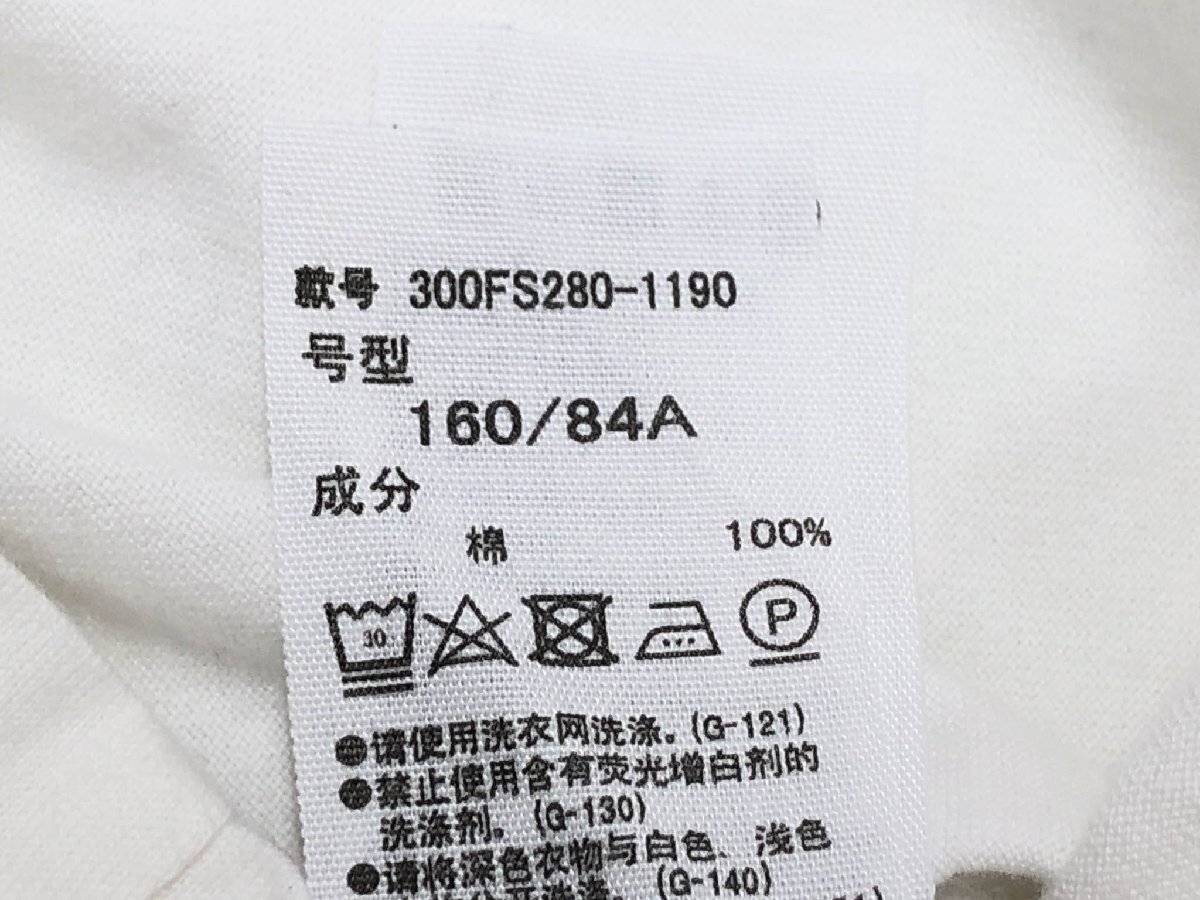 款号 300FS280-1190
号型
160/84A
成分
棉 100%
30 P
●请使用洗衣网洗涤。(G-121)
●禁止使用含有荧光增白剂的
洗涤剂。(G-130)
●请将深色衣物与白色、浅色
(G-140)